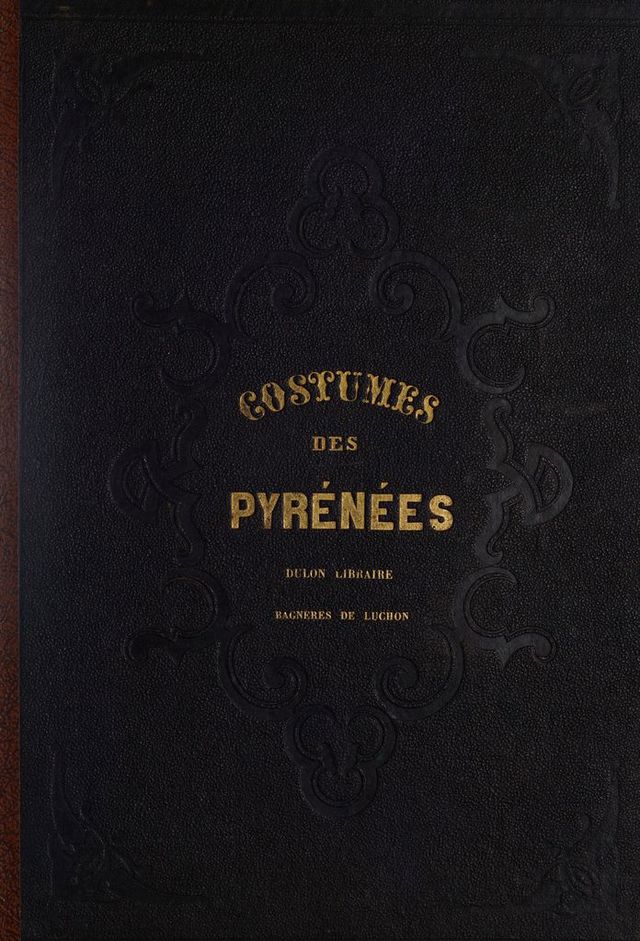 COSTUMES
DES
PYRÉNÉES
DULON LIBRAIRE
BAGNERES DE LUCHON